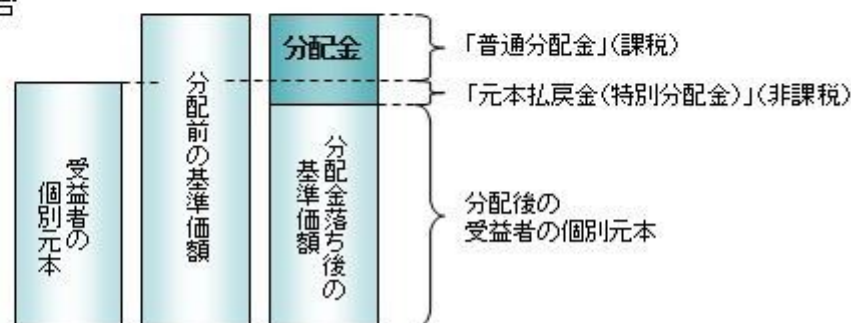 受益者の
個別元本
分配前の基準価額
分配金
分配金落ち後の
基準価額
「普通分配金」(課税)
「元本払戻金(特別分配金)」(非課税)
分配後の
受益者の個別元本